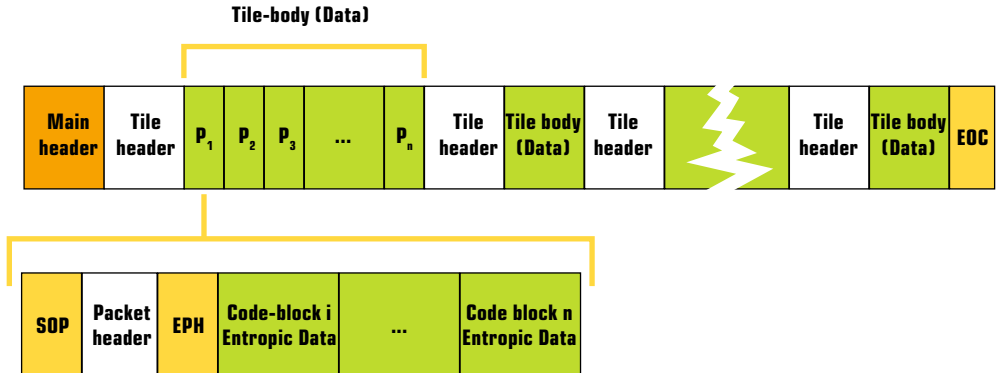 Tile-body (Data)
Main header
Tile header
P1
P2
P3
...
Pn
Tile header
Tile body (Data)
Tile header
Tile header
Tile body (Data)
EOC
SOP
Packet header
EPH
Code-block i Entropic Data
...
Code block n Entropic Data